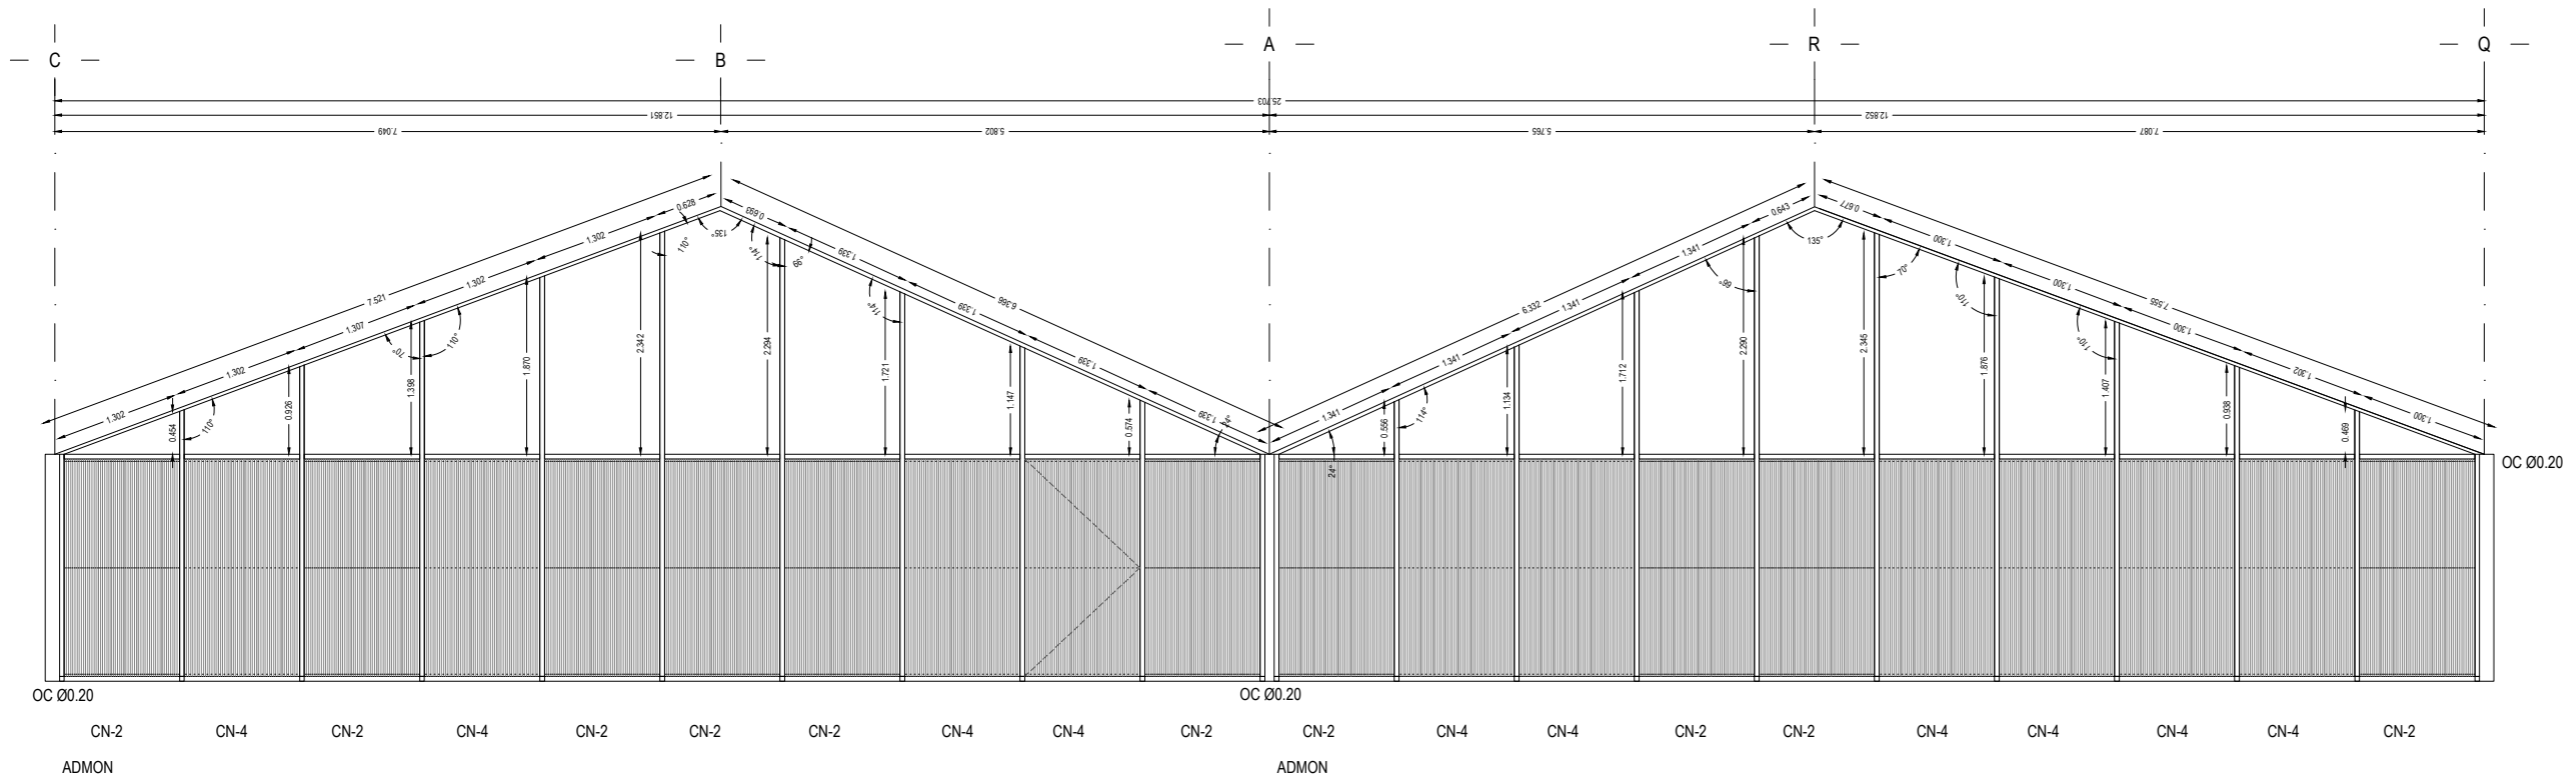 C B A R Q
25.703
12.851 12.852
7.049 5.802 5.765 7.087
7.521 6.366 6.332 7.555
1.302 1.302 1.307 1.302 1.302 0.628
0.693 1.339 1.339 1.339 1.339
1.341 1.341 1.341 1.341 0.643
0.677 1.300 1.300 1.300 1.302 1.300
110° 70° 110° 110° 135° 114° 66° 114° 24°
24° 114° 66° 135° 70° 110° 110°
0.454 0.926 1.398 1.870 2.342 2.294 1.721 1.147 0.574
0.556 1.134 1.712 2.290 2.345 1.876 1.407 0.938 0.469
OC Ø0.20
OC Ø0.20 OC Ø0.20
CN-2 CN-4 CN-2 CN-4 CN-2 CN-2 CN-2 CN-4 CN-4 CN-2 CN-2 CN-4 CN-4 CN-2 CN-2 CN-4 CN-4 CN-4 CN-4 CN-2
ADMON ADMON